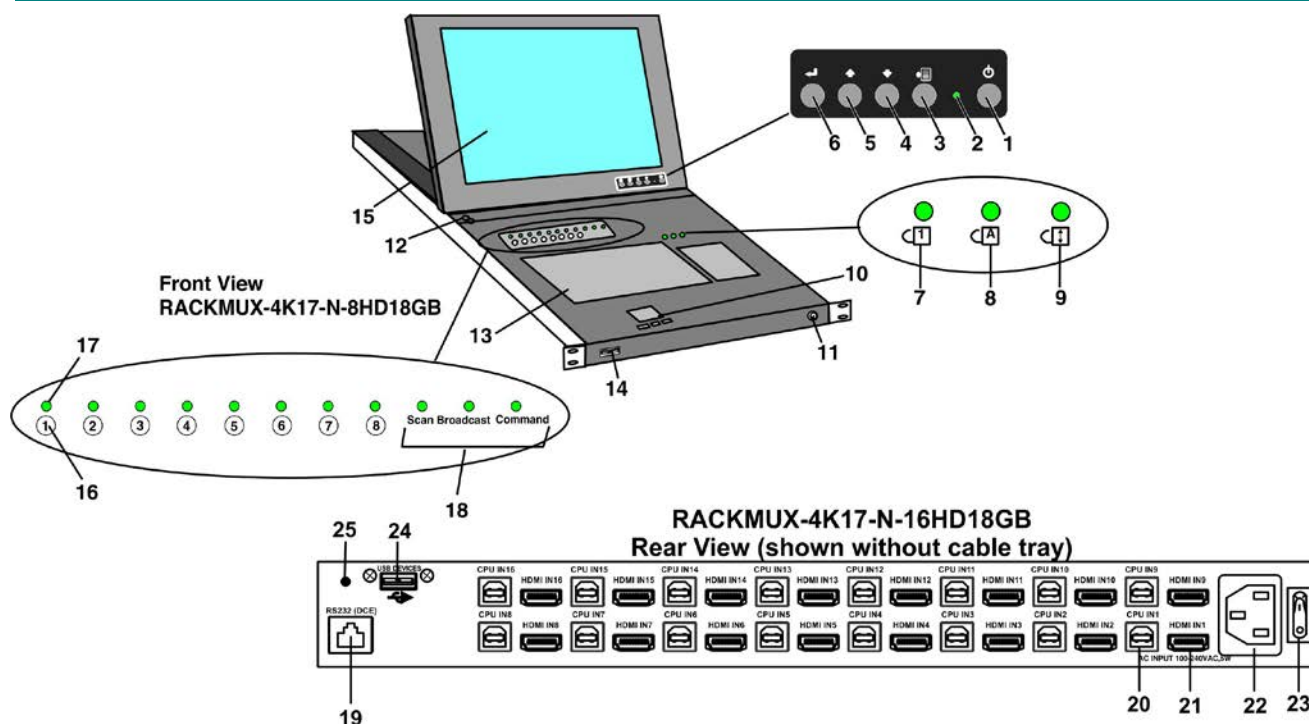 6 5 4 3 2 1
15
12
1 A
7 8 9
10
Front View
RACKMUX-4K17-N-8HD18GB
13
11
14
17
1 2 3 4 5 6 7 8 Scan Broadcast Command
16
18
RACKMUX-4K17-N-16HD18GB
Rear View (shown without cable tray)
25 24
USB DEVICES
CPU IN16 HDMI IN16 CPU IN15 HDMI IN15 CPU IN14 HDMI IN14 CPU IN13 HDMI IN13 CPU IN12 HDMI IN12 CPU IN11 HDMI IN11 CPU IN10 HDMI IN10 CPU IN9 HDMI IN9
RS232 (DCE)
CPU IN8 HDMI IN8 CPU IN7 HDMI IN7 CPU IN6 HDMI IN6 CPU IN5 HDMI IN5 CPU IN4 HDMI IN4 CPU IN3 HDMI IN3 CPU IN2 HDMI IN2 CPU IN1 HDMI IN1
AC INPUT 100-240VAC,5W
19 20 21 22 23